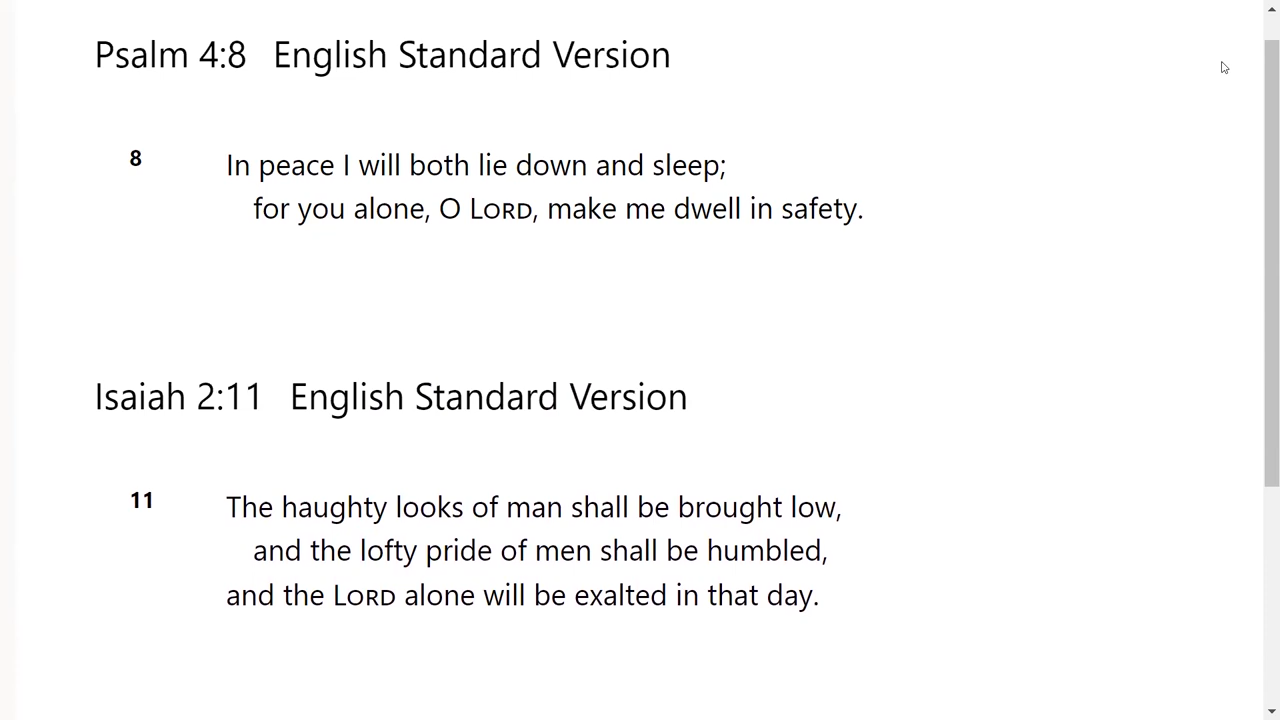 Psalm 4:8 English Standard Version
8 In peace I will both lie down and sleep;
for you alone, O LORD, make me dwell in safety.
Isaiah 2:11 English Standard Version
11 The haughty looks of man shall be brought low,
and the lofty pride of men shall be humbled,
and the LORD alone will be exalted in that day.